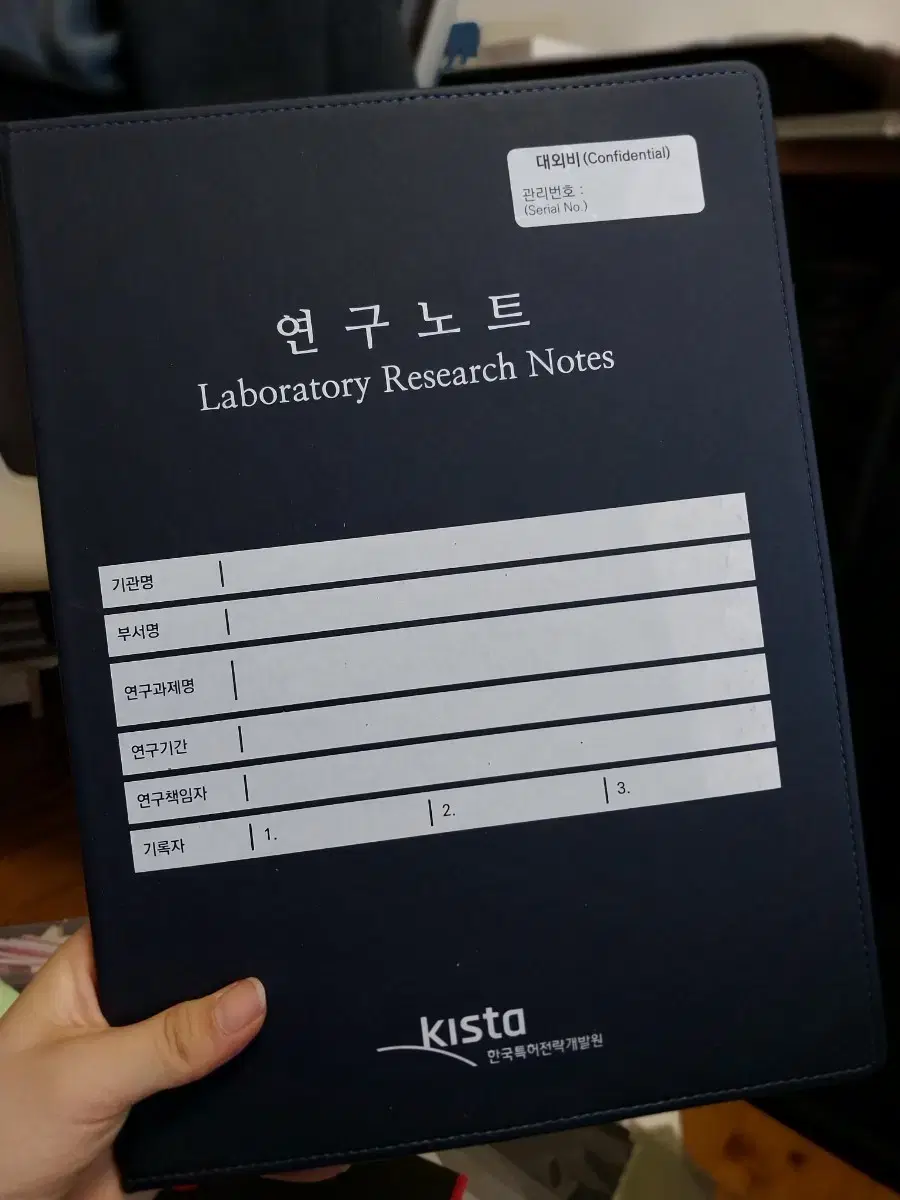 대외비(Confidential)
관리번호 :
(Serial No.)
연구노트
Laboratory Research Notes
기관명
부서명
연구과제명
연구기간
연구책임자
기록자 1. 2. 3.
kista
한국특허전략개발원